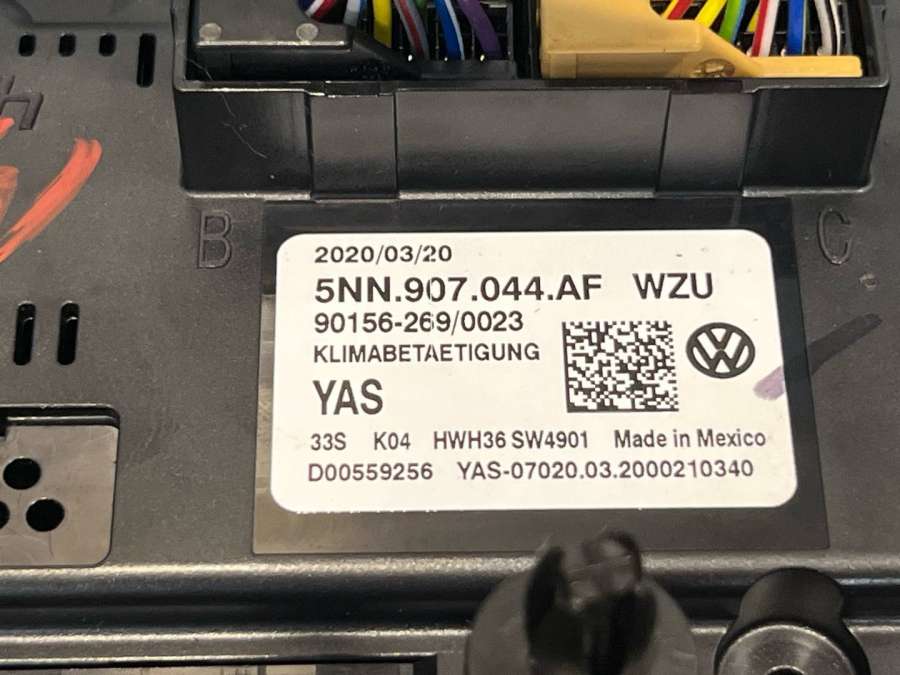 B
C
2020/03/20
5NN.907.044.AF WZU
90156-269/0023
KLIMABETAETIGUNG
YAS
33S K04 HWH36 SW4901 Made in Mexico
D00559256 YAS-07020.03.2000210340